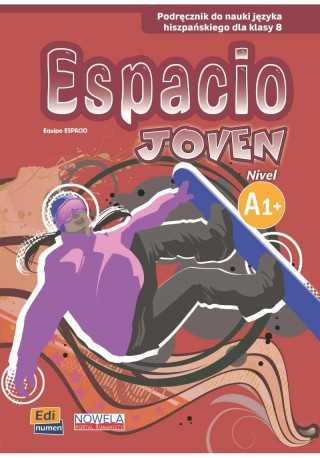 Podręcznik do nauki języka
hiszpańskiego dla klasy 8
Espacio
Equipo ESPACIO
JOVEN
Nivel
A1+
Edi
numen
NOWELA